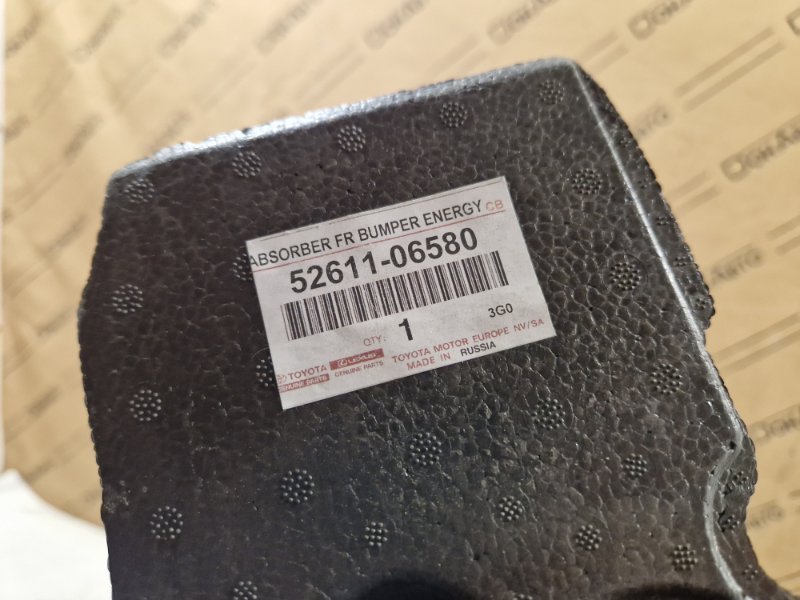 ABSORBER FR BUMPER ENERGY CB
52611-06580
QTY. 1 3G0
TOYOTA LEXUS TOYOTA MOTOR EUROPE NV/SA
GENUINE PARTS GENUINE PARTS MADE IN RUSSIA